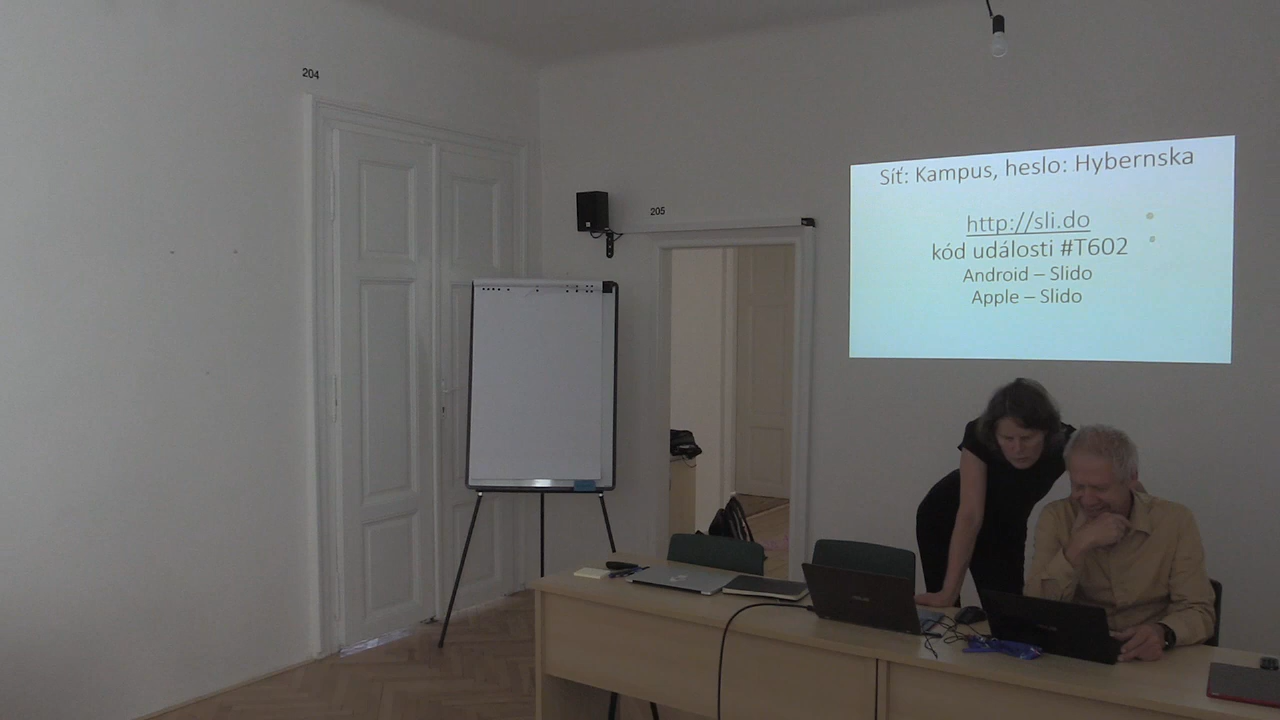 204
205
Síť: Kampus, heslo: Hybernska
http://sli.do
kód události #T602
Android – Slido
Apple – Slido